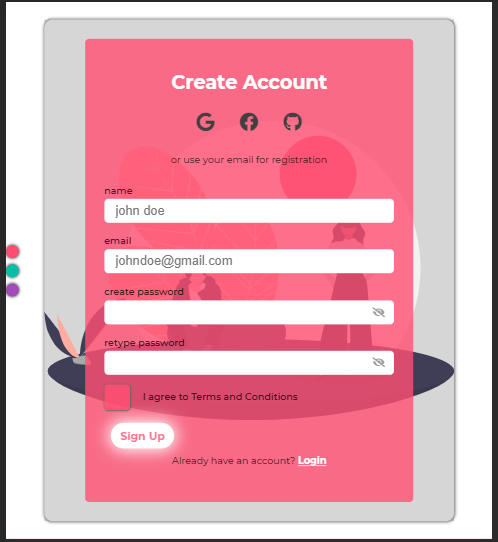 Create Account
or use your email for registration
name
john doe
email
johndoe@gmail.com
create password
retype password
I agree to Terms and Conditions
Sign Up
Already have an account? Login